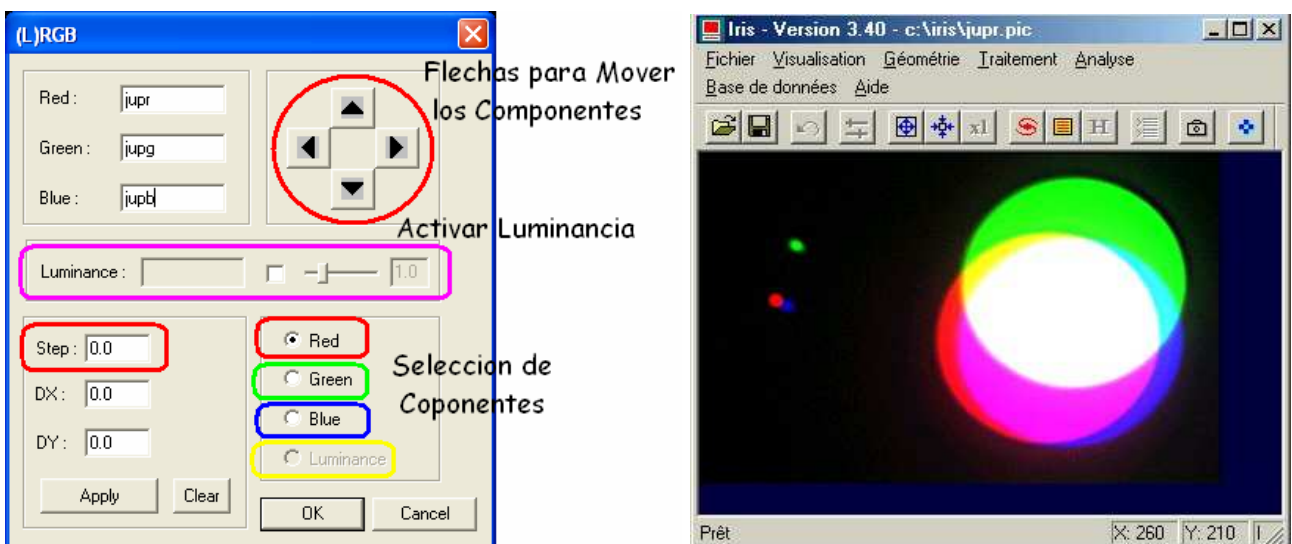 (L)RGB
Red : jupr
Green : jupg
Blue : jupb
Flechas para Mover
los Componentes
Activar Luminancia
Luminance : 1.0
Step : 0.0
DX : 0.0
DY : 0.0
Apply Clear
Red
Green
Blue
Luminance
Seleccion de
Coponentes
OK Cancel
Iris - Version 3.40 - c:\iris\jupr.pic
Fichier Visualisation Géométrie Traitement Analyse
Base de données Aide
x1 H
Prêt X: 260 Y: 210 I